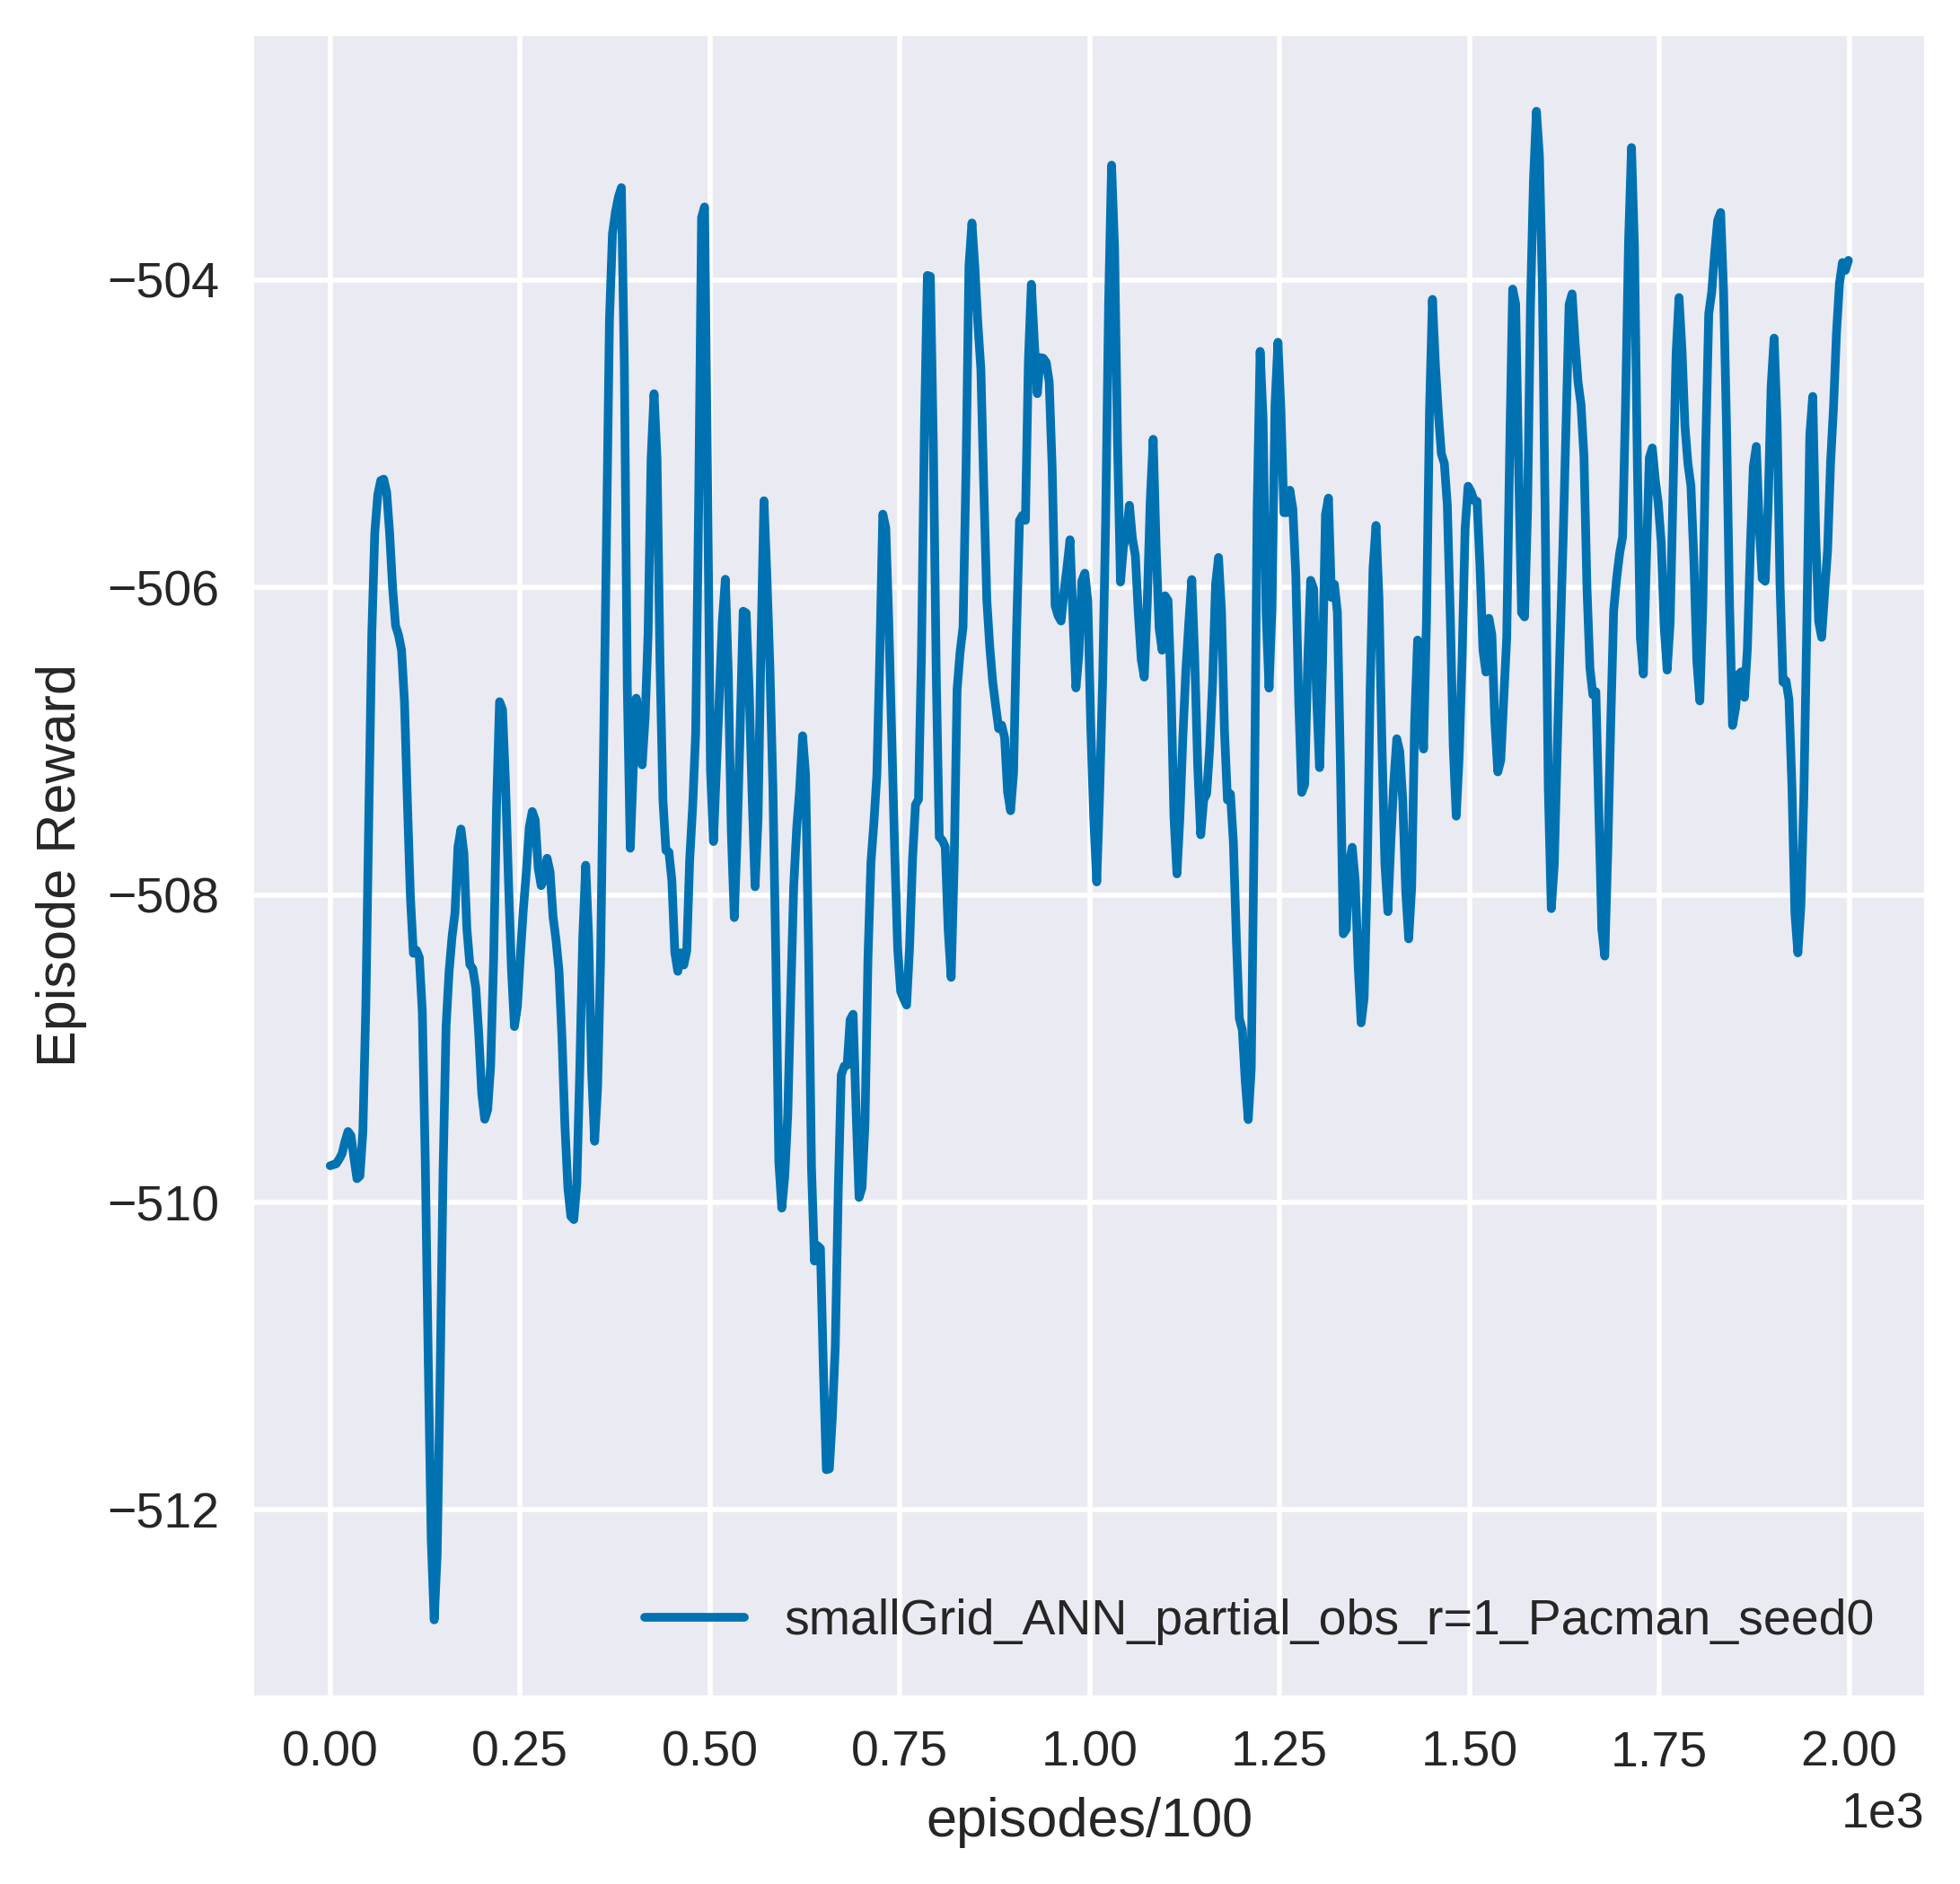 Episode Reward
−504
−506
−508
−510
−512
smallGrid_ANN_partial_obs_r=1_Pacman_seed0
0.00 0.25 0.50 0.75 1.00 1.25 1.50 1.75 2.00
1e3
episodes/100